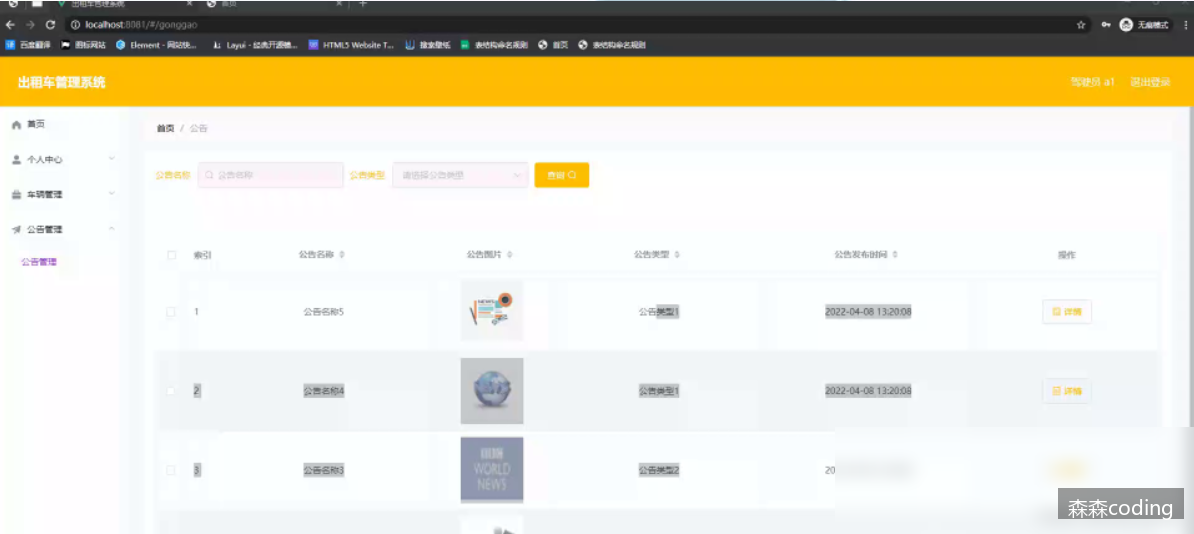 出租车管理系统
首页
localhost:8081/#/gonggao
无痕模式
百度翻译 图标网站 Element - 网站快... Layui - 经典开源模... HTML5 Website T... 搜索壁纸 表结构命名规则 首页 表结构命名规则
出租车管理系统
驾驶员 a1 退出登录
首页
个人中心
车辆管理
公告管理
公告管理
首页 / 公告
公告名称 公告名称 公告类型 请选择公告类型 查询
索引 公告名称 公告图片 公告类型 公告发布时间 操作
1 公告名称5 公告类型1 2022-04-08 13:20:08 详情
2 公告名称4 公告类型1 2022-04-08 13:20:08 详情
3 公告名称3 公告类型2 20
WORLD
NEWS
森森coding